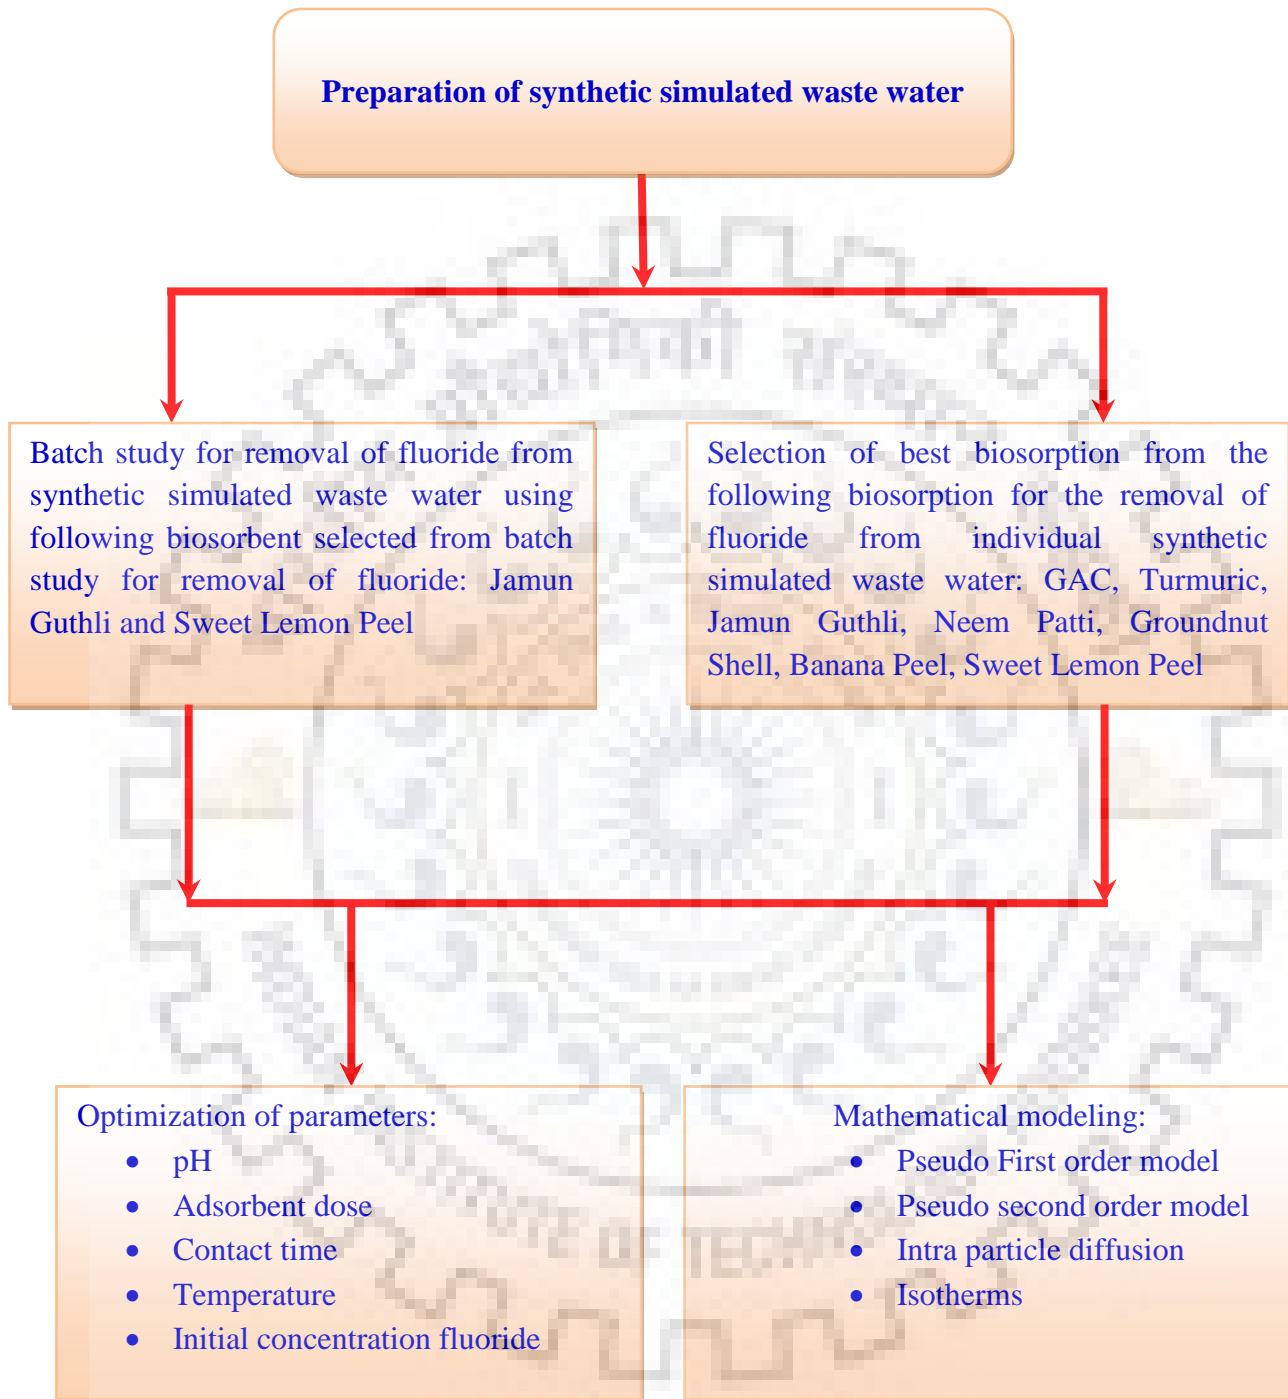 Preparation of synthetic simulated waste water
Batch study for removal of fluoride from
synthetic simulated waste water using
following biosorbent selected from batch
study for removal of fluoride: Jamun
Guthli and Sweet Lemon Peel
Selection of best biosorption from the
following biosorption for the removal of
fluoride from individual synthetic
simulated waste water: GAC, Turmuric,
Jamun Guthli, Neem Patti, Groundnut
Shell, Banana Peel, Sweet Lemon Peel
Optimization of parameters:
• pH
• Adsorbent dose
• Contact time
• Temperature
• Initial concentration fluoride
Mathematical modeling:
• Pseudo First order model
• Pseudo second order model
• Intra particle diffusion
• Isotherms